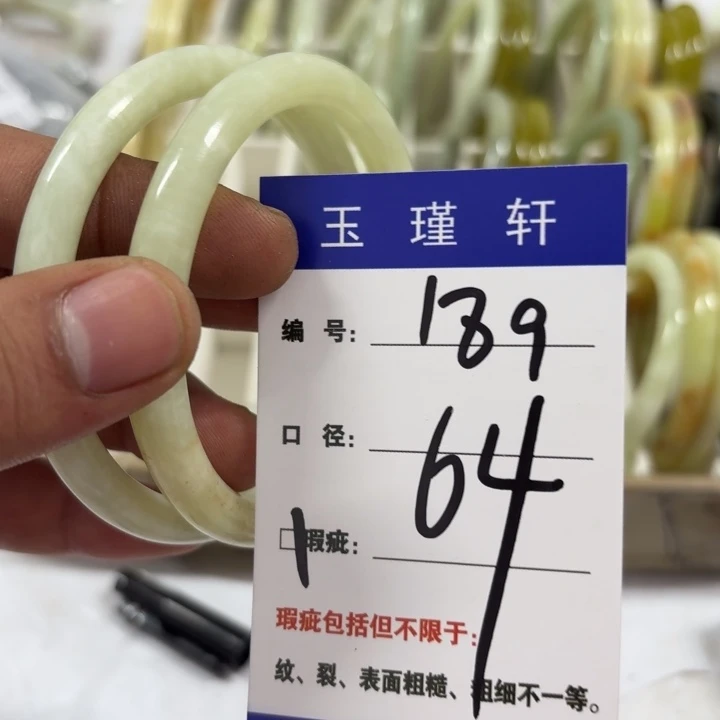 玉瑾轩
编号: 189
口径: 64
□瑕疵:
瑕疵包括但不限于:
纹、裂、表面粗糙、粗细不一等。